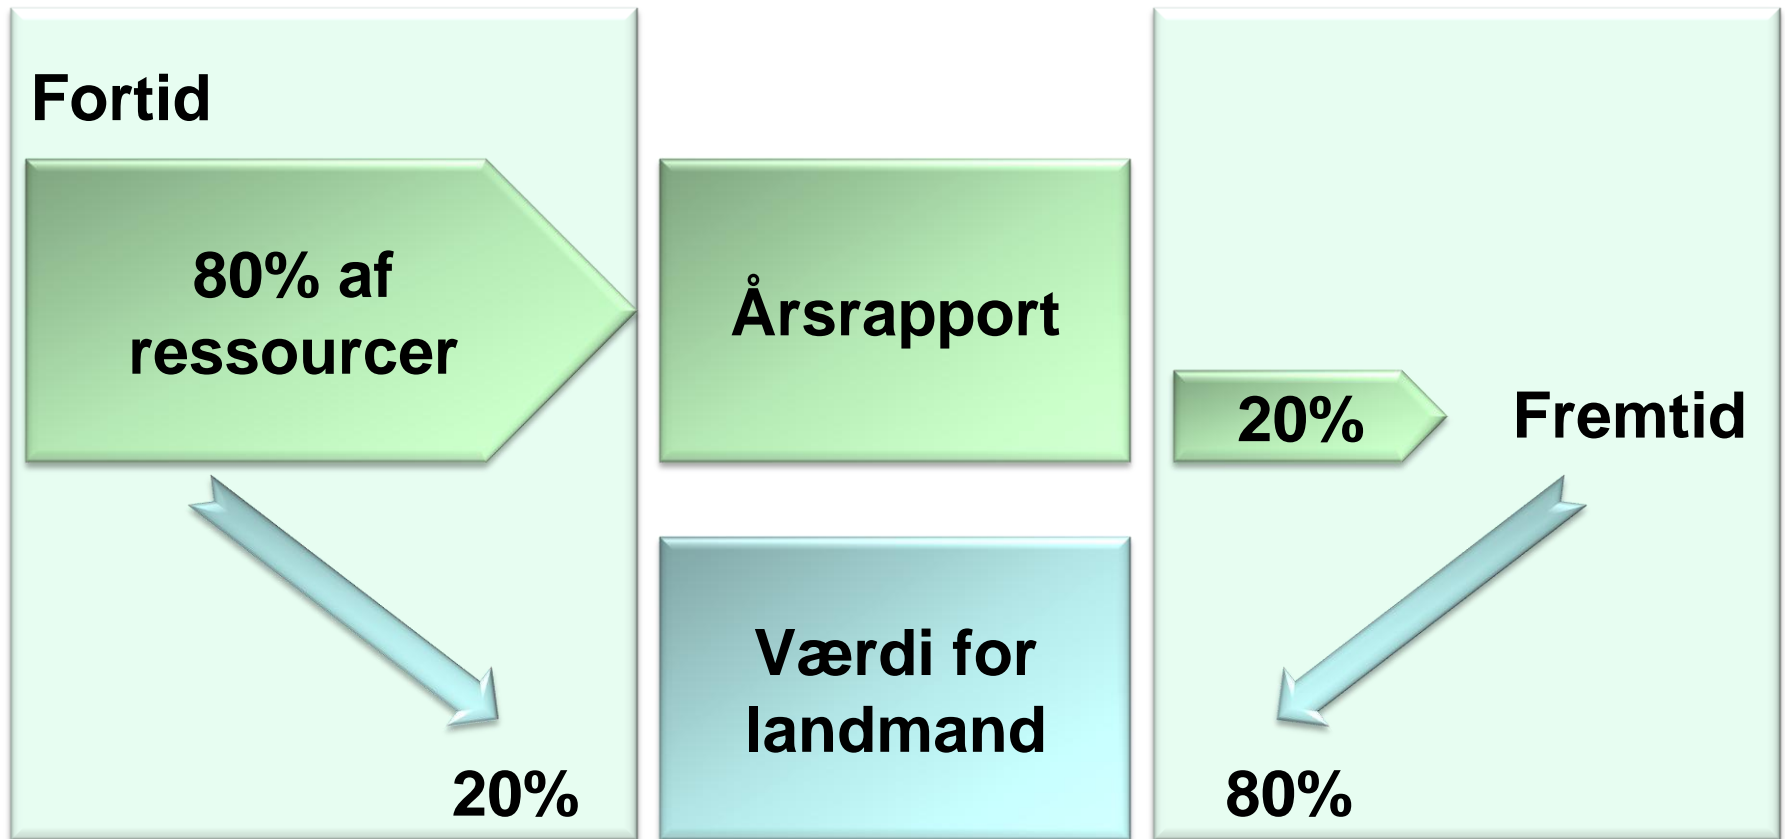 Fortid
80% af
ressourcer
Årsrapport
20%
Fremtid
Værdi for
landmand
20%
80%